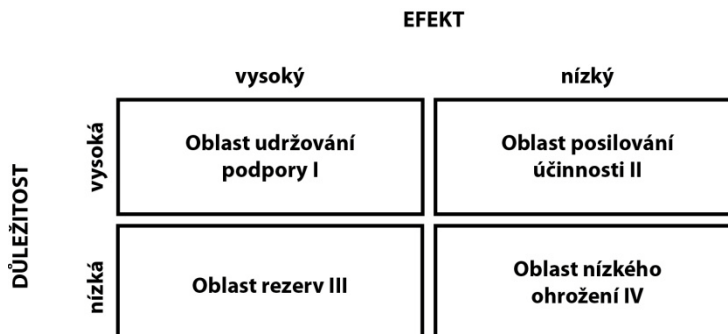 EFEKT
vysoký
nízký
DŮLEŽITOST
vysoká
Oblast udržování
podpory I
Oblast posilování
účinnosti II
nízká
Oblast rezerv III
Oblast nízkého
ohrožení IV